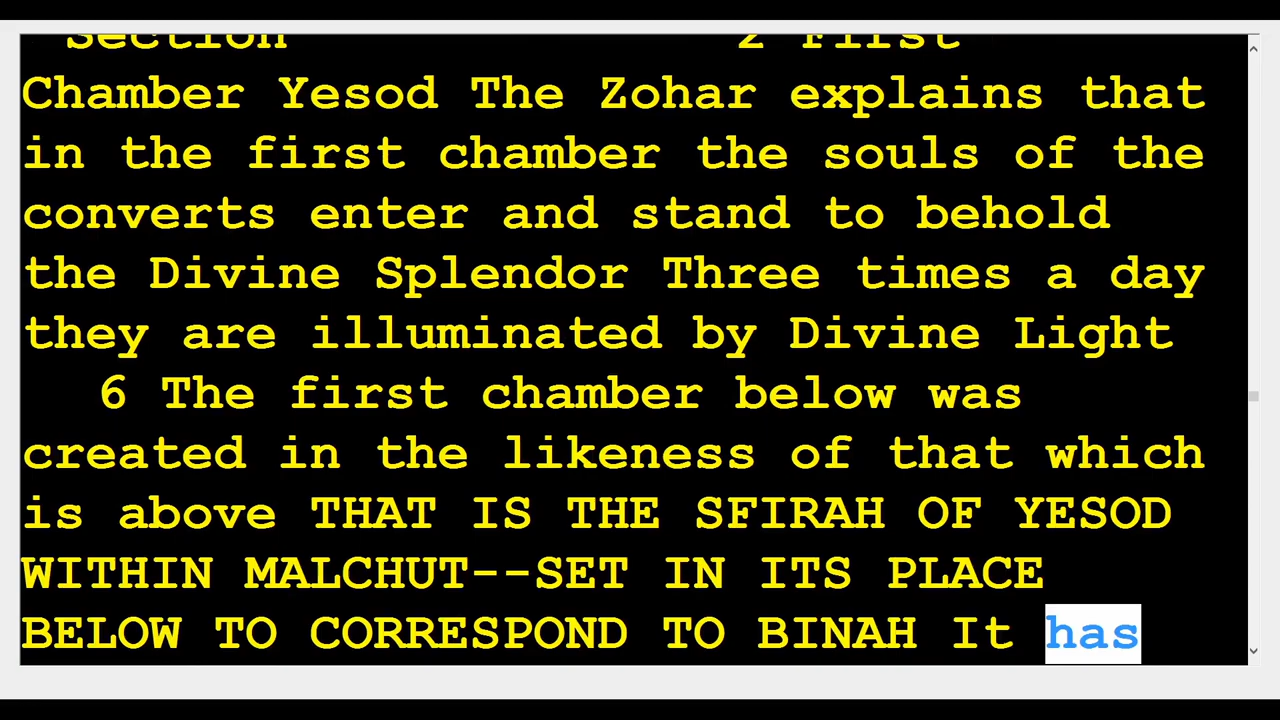 Section 2 First
Chamber Yesod The Zohar explains that
in the first chamber the souls of the
converts enter and stand to behold
the Divine Splendor Three times a day
they are illuminated by Divine Light
6 The first chamber below was
created in the likeness of that which
is above THAT IS THE SFIRAH OF YESOD
WITHIN MALCHUT--SET IN ITS PLACE
BELOW TO CORRESPOND TO BINAH It has